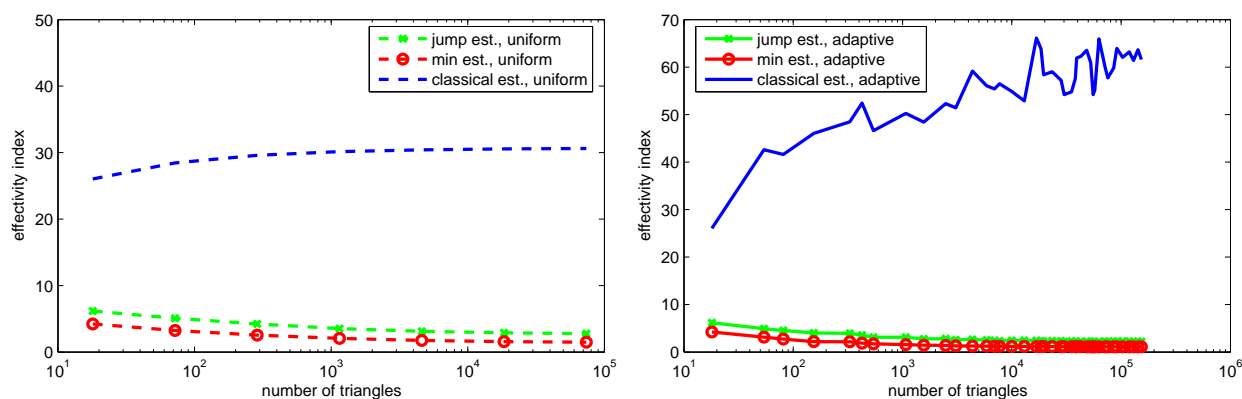 50
40
30
20
10
0
effectivity index
jump est., uniform
min est., uniform
classical est., uniform
10^1
10^2
10^3
10^4
10^5
number of triangles
70
60
50
40
30
20
10
0
effectivity index
jump est., adaptive
min est., adaptive
classical est., adaptive
10^1
10^2
10^3
10^4
10^5
10^6
number of triangles